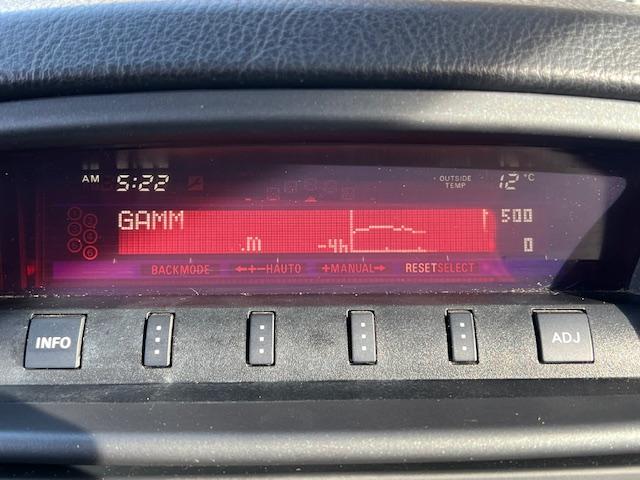 AM 5:22 OUTSIDE TEMP 12 °C
GAMM 500
.m -4h 0
BACKMODE ←+−HAUTO +MANUAL→ RESETSELECT
INFO ADJ